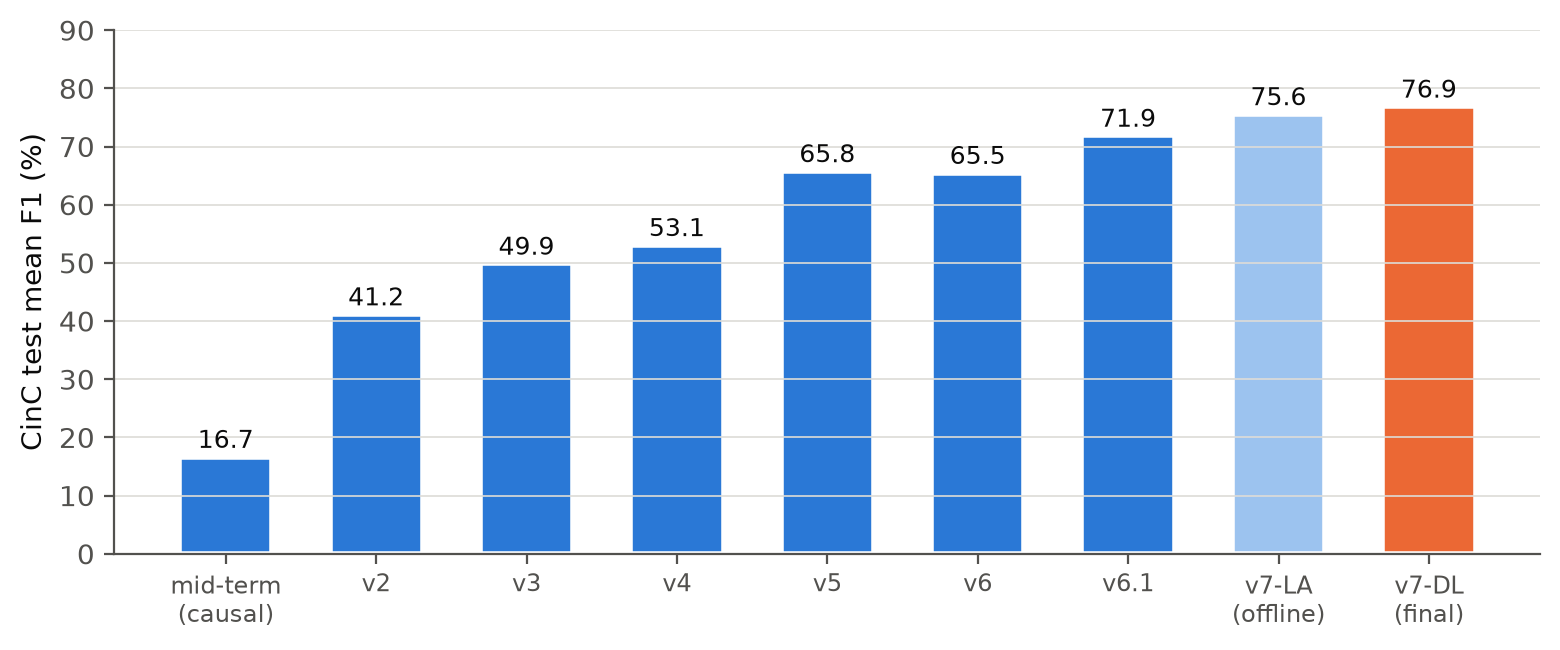 CinC test mean F1 (%)
90
80
70
60
50
40
30
20
10
0
16.7
41.2
49.9
53.1
65.8
65.5
71.9
75.6
76.9
mid-term
(causal)
v2
v3
v4
v5
v6
v6.1
v7-LA
(offline)
v7-DL
(final)